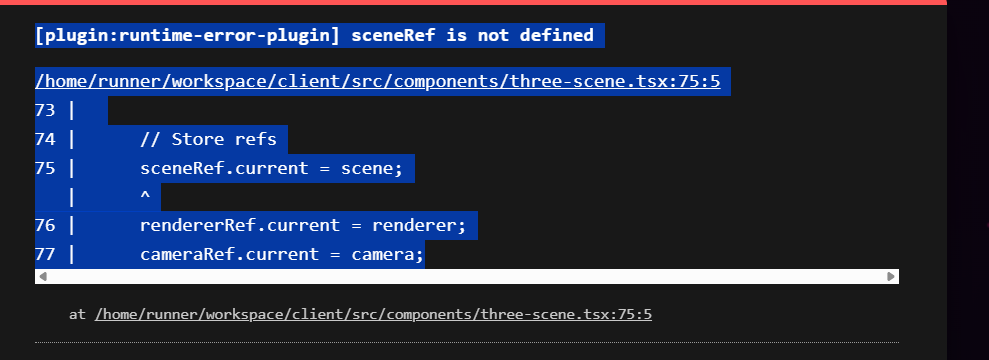 [plugin:runtime-error-plugin] sceneRef is not defined
/home/runner/workspace/client/src/components/three-scene.tsx:75:5
73 |
74 |      // Store refs
75 |      sceneRef.current = scene;
   |      ^
76 |      rendererRef.current = renderer;
77 |      cameraRef.current = camera;
at /home/runner/workspace/client/src/components/three-scene.tsx:75:5